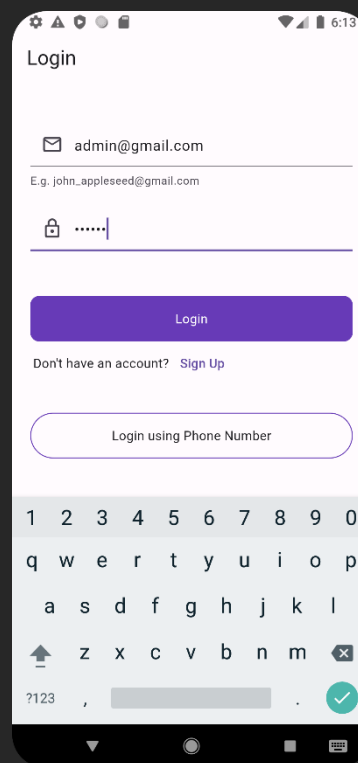 6:13
Login
admin@gmail.com
E.g. john_appleseed@gmail.com
••••••
Login
Don't have an account? Sign Up
Login using Phone Number
1 2 3 4 5 6 7 8 9 0
q w e r t y u i o p
a s d f g h j k l
z x c v b n m
?123 , .